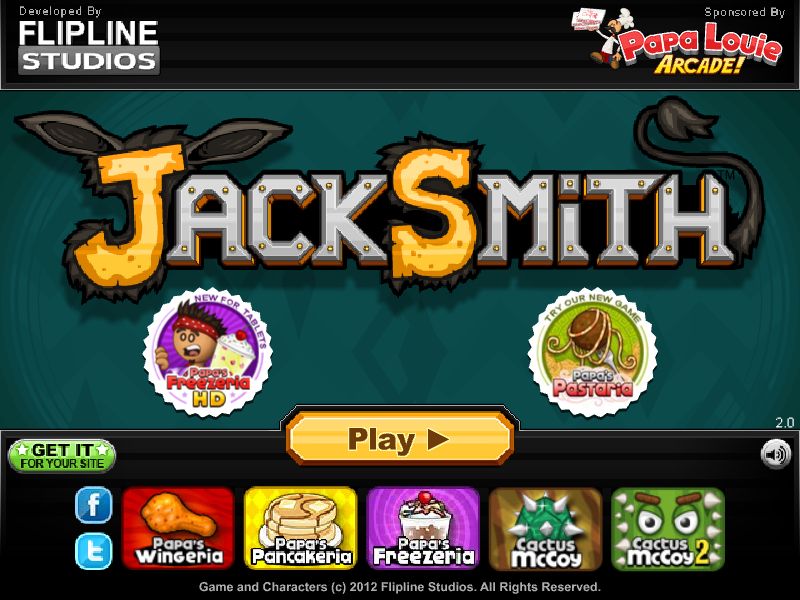 Developed By
FLIPLINE
STUDIOS
Sponsored By
Papa Louie
ARCADE!
JACKSMITH
TM
NEW FOR TABLETS
Papa's
Freezeria
HD
TRY OUR NEW GAME
Papa's
Pastaria
2.0
Play
GET IT
FOR YOUR SITE
f
t
Papa's
Wingeria
Papa's
Pancakeria
Papa's
Freezeria
Cactus
McCoy
Cactus
McCoy 2
Game and Characters (c) 2012 Flipline Studios. All Rights Reserved.